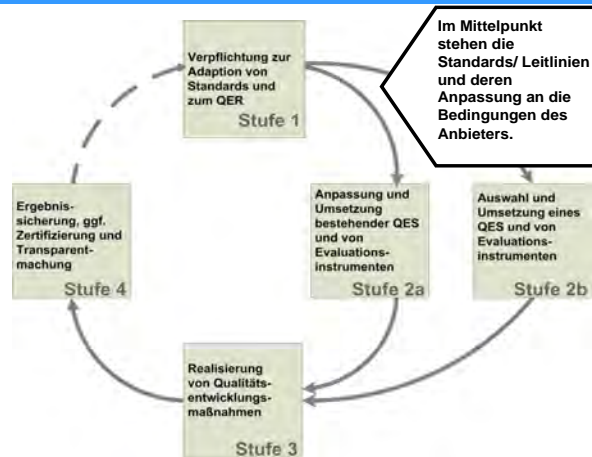 Verpflichtung zur
Adaption von
Standards und
zum QER
Stufe 1
Im Mittelpunkt
stehen die
Standards/ Leitlinien
und deren
Anpassung an die
Bedingungen des
Anbieters.
Ergebnis-
sicherung, ggf.
Zertifizierung und
Transparent-
machung
Stufe 4
Anpassung und
Umsetzung
bestehender QES
und von
Evaluations-
instrumenten
Stufe 2a
Auswahl und
Umsetzung eines
QES und von
Evaluations-
instrumenten
Stufe 2b
Realisierung
von Qualitäts-
entwicklungs-
maßnahmen
Stufe 3